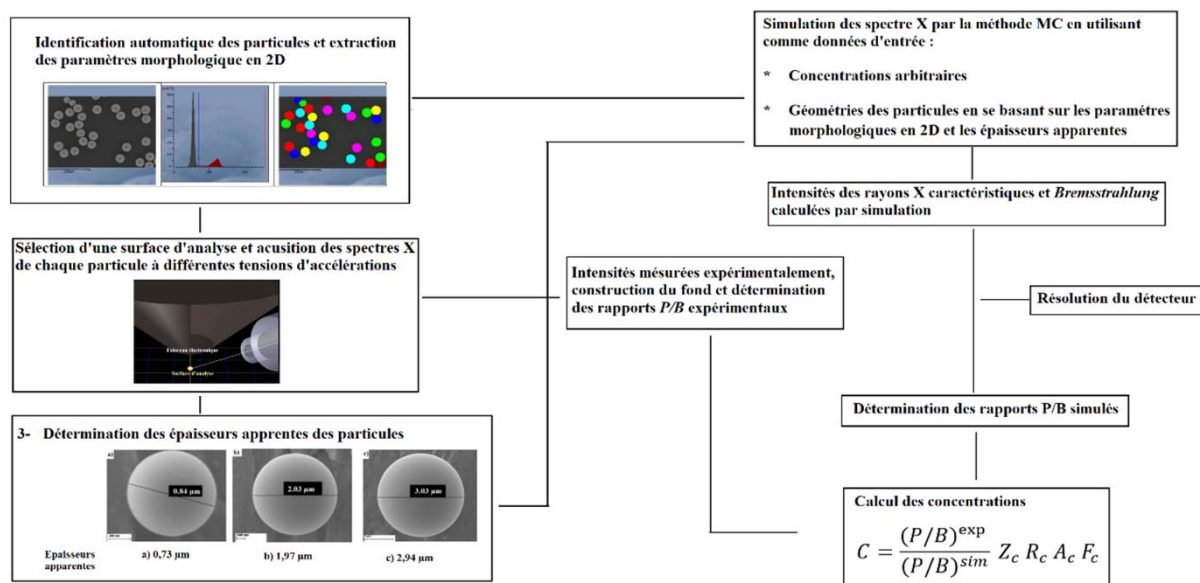 Identification automatique des particules et extraction
des paramètres morphologique en 2D
Sélection d'une surface d'analyse et acusition des spectres X
de chaque particule à différentes tensions d'accélérations
Faisceau électronique
Surface d'analyse
3- Détermination des épaisseurs apprentes des particules
a)
0,84 μm
b)
2.03 μm
c)
3.03 μm
Epaisseurs
apparentes
a) 0,73 μm
b) 1,97 μm
c) 2,94 μm
Intensités mésurées expérimentalement,
construction du fond et détermination
des rapports P/B expérimentaux
Simulation des spectre X par la méthode MC en utilisant
comme données d'entrée :
* Concentrations arbitraires
* Géométries des particules en se basant sur les paramétres
morphologiques en 2D et les épaisseurs apparentes
Intensités des rayons X caractéristiques et Bremsstrahlung
calculées par simulation
Résolution du détecteur
Détermination des rapports P/B simulés
Calcul des concentrations
C = (P/B)^exp / (P/B)^sim Z_c R_c A_c F_c